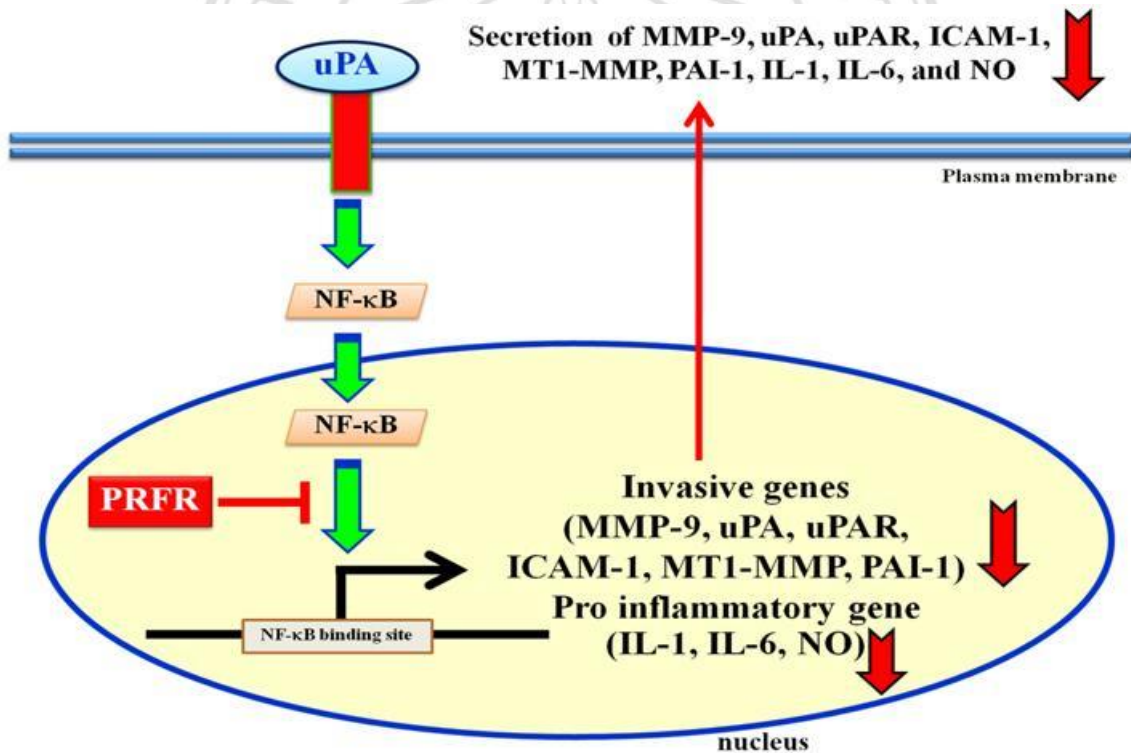 Secretion of MMP-9, uPA, uPAR, ICAM-1,
MT1-MMP, PAI-1, IL-1, IL-6, and NO
uPA
Plasma membrane
NF-κB
NF-κB
PRFR
Invasive genes
(MMP-9, uPA, uPAR,
ICAM-1, MT1-MMP, PAI-1)
Pro inflammatory gene
(IL-1, IL-6, NO)
NF-κB binding site
nucleus